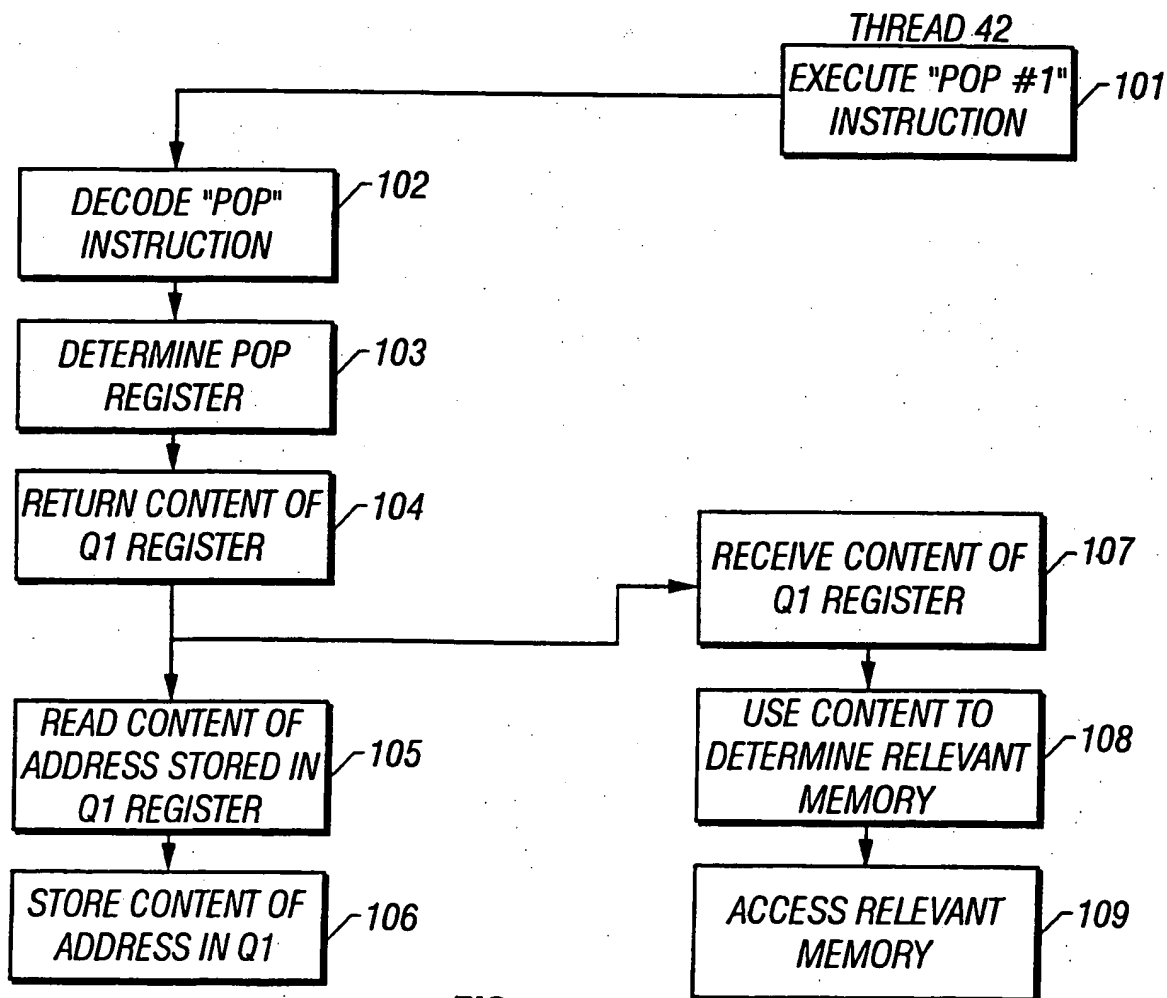 THREAD 42
EXECUTE "POP #1"
INSTRUCTION
101
DECODE "POP"
INSTRUCTION
102
DETERMINE POP
REGISTER
103
RETURN CONTENT OF
Q1 REGISTER
104
RECEIVE CONTENT OF
Q1 REGISTER
107
READ CONTENT OF
ADDRESS STORED IN
Q1 REGISTER
105
USE CONTENT TO
DETERMINE RELEVANT
MEMORY
108
STORE CONTENT OF
ADDRESS IN Q1
106
ACCESS RELEVANT
MEMORY
109